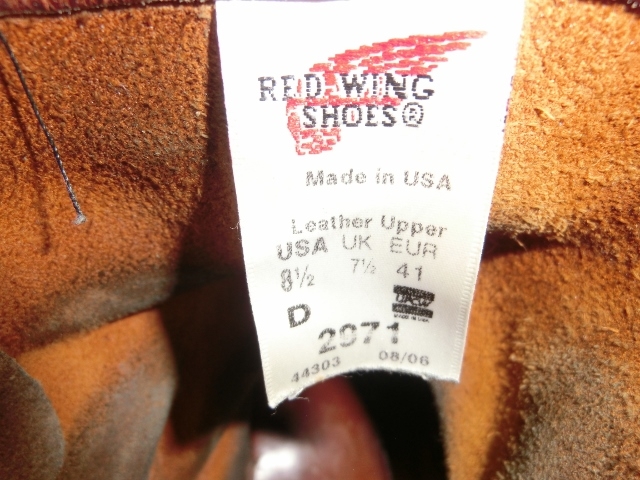 RED WING
SHOES®
Made in USA
Leather Upper
USA UK EUR
8½ 7½ 41
D
2971
44303 08/06